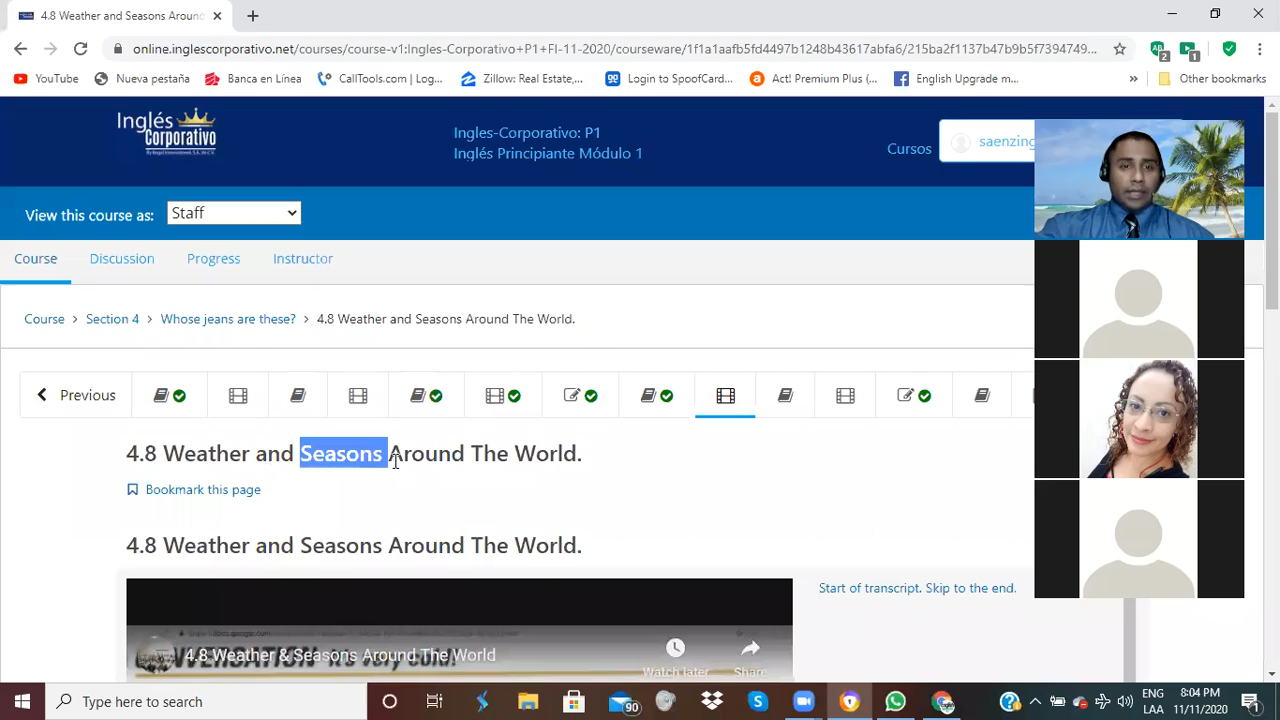 4.8 Weather and Seasons Around
online.inglescorporativo.net/courses/course-v1:Ingles-Corporativo+P1+FI-11-2020/courseware/1f1a1aafb5fd4497b1248b43617abfa6/215ba2f1137b47b9b5f7394749...
2
1
YouTube
Nueva pestaña
Banca en Línea
CallTools.com | Log...
Zillow: Real Estate,...
Login to SpoofCard...
Act! Premium Plus (...
English Upgrade m...
»
Other bookmarks
Inglés
Corporativo
Ingles-Corporativo: P1
Inglés Principiante Módulo 1
Cursos
saenzing
View this course as:
Staff
Course
Discussion
Progress
Instructor
Course > Section 4 > Whose jeans are these? > 4.8 Weather and Seasons Around The World.
Previous
4.8 Weather and Seasons Around The World.
Bookmark this page
4.8 Weather and Seasons Around The World.
Start of transcript. Skip to the end.
4.8 Weather & Seasons Around The World
Watch later
Share
Type here to search
90
ENG
LAA
8:04 PM
11/11/2020
1